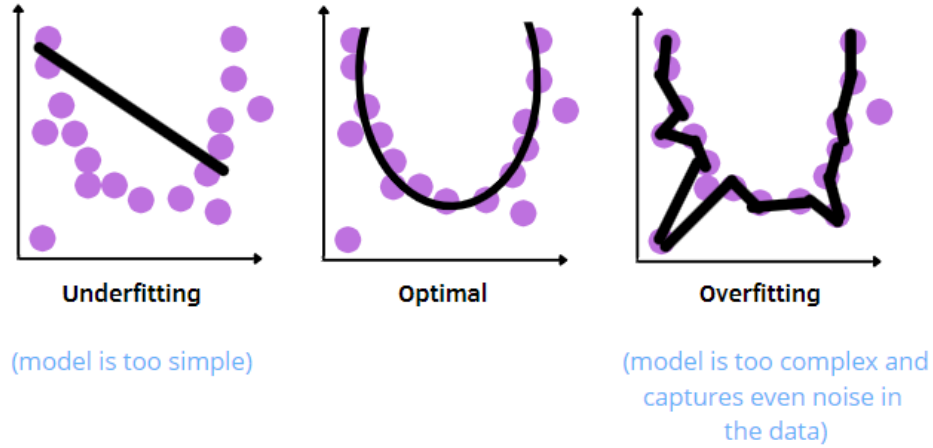 Underfitting
Optimal
Overfitting
(model is too simple)
(model is too complex and
captures even noise in
the data)